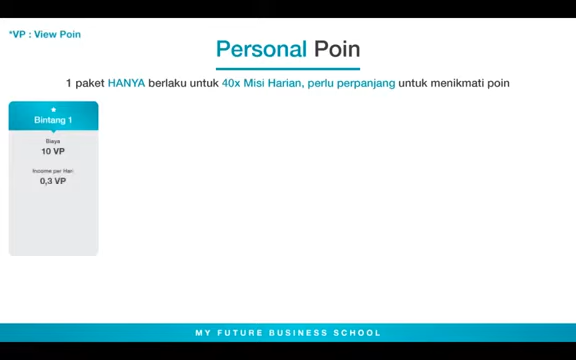 *VP : View Poin
Personal Poin
1 paket HANYA berlaku untuk 40x Misi Harian, perlu perpanjang untuk menikmati poin
Bintang 1
Biaya
10 VP
Income per Hari
0,3 VP
MY FUTURE BUSINESS SCHOOL